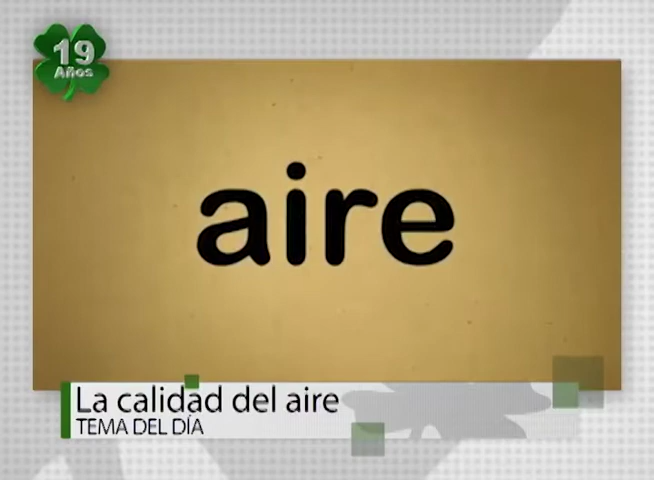 19
Años
aire
La calidad del aire
TEMA DEL DÍA